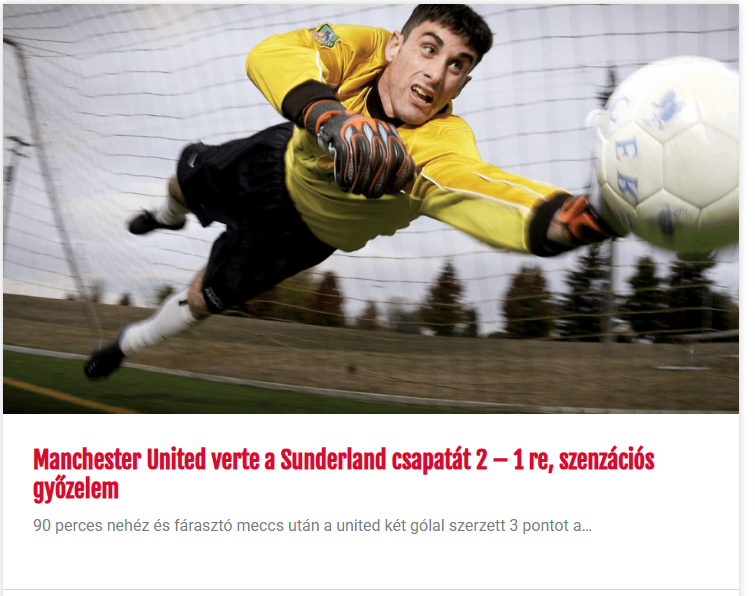 CEK
Manchester United verte a Sunderland csapatát 2 – 1 re, szenzációs
győzelem
90 perces nehéz és fárasztó meccs után a united két gólal szerzett 3 pontot a...